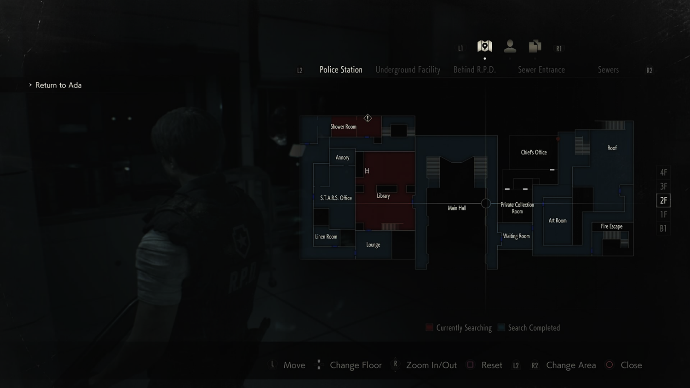 L1 R1
L2 Police Station Underground Facility Behind R.P.D. Sewer Entrance Sewers R2
> Return to Ada
Shower Room
Armory
Chief's Office
Roof
H
4F
3F
S.T.A.R.S. Office
Library
2F
Main Hall
Private Collection Room
Art Room
1F
Linen Room
Lounge
Waiting Room
Fire Escape
B1
Currently Searching Search Completed
L Move Change Floor R Zoom In/Out Reset L2 R2 Change Area Close